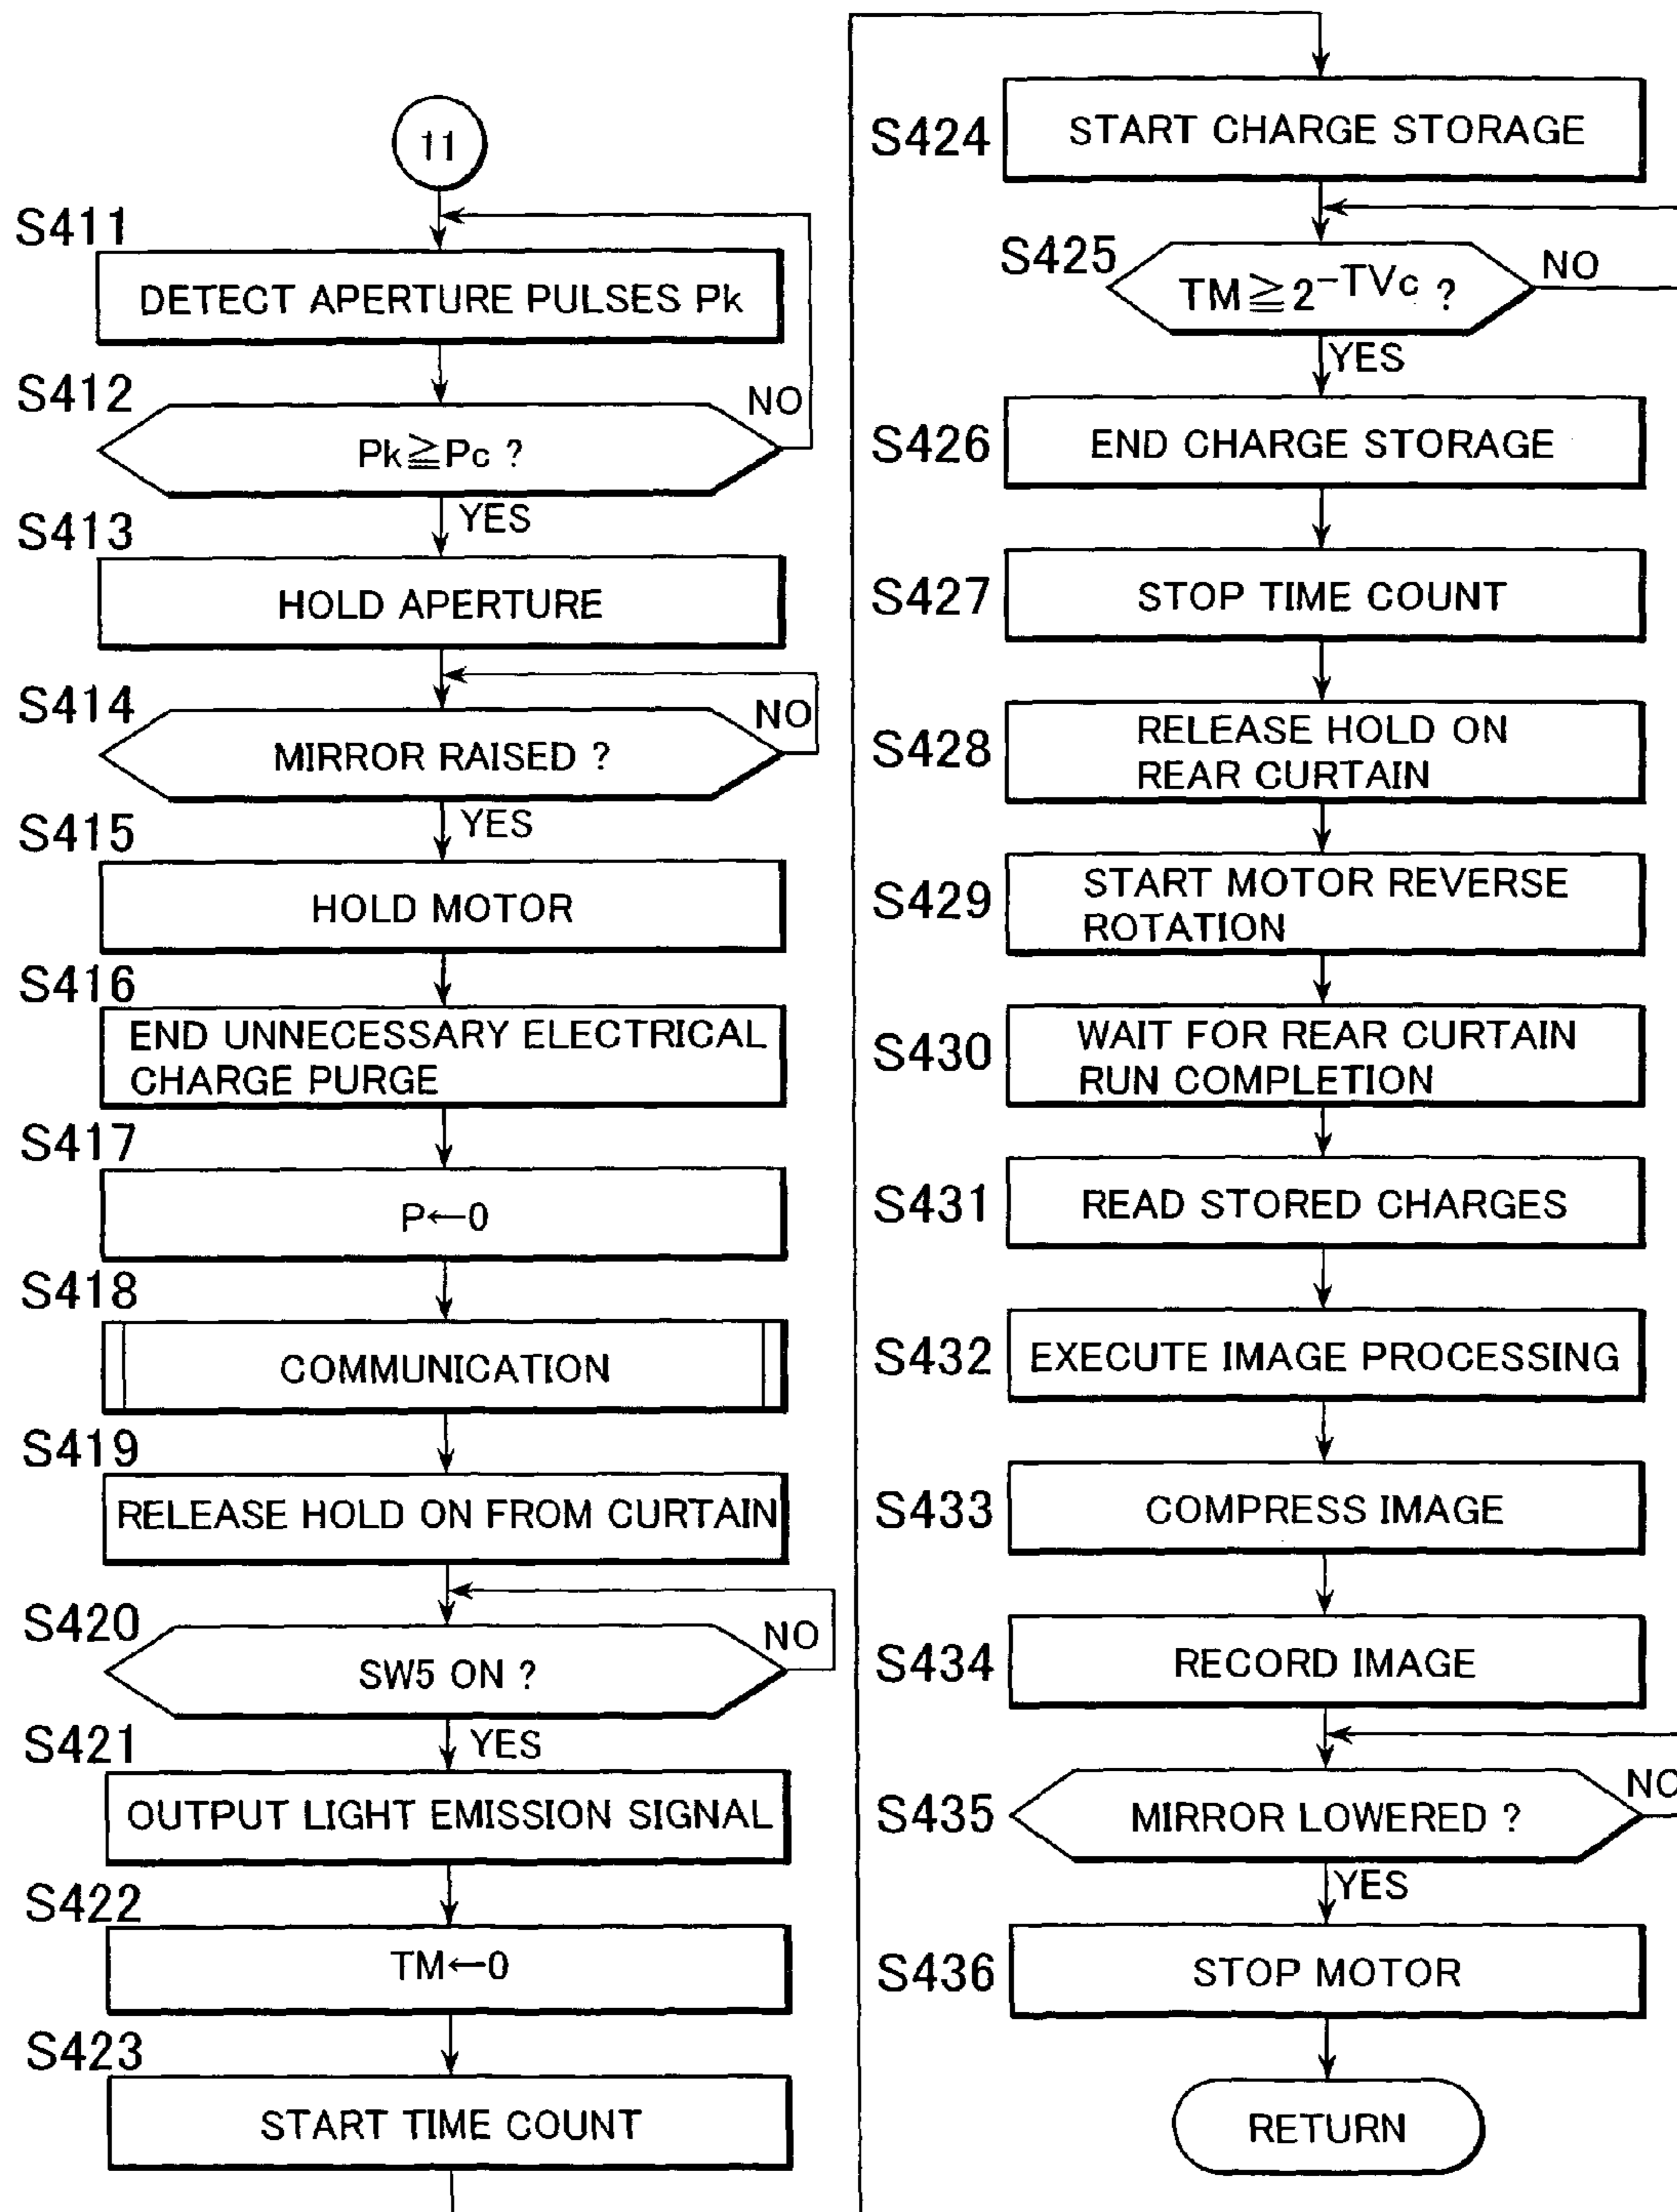 11
S411
DETECT APERTURE PULSES Pk
S412
Pk≧Pc ?
NO
YES
S413
HOLD APERTURE
S414
MIRROR RAISED ?
NO
YES
S415
HOLD MOTOR
S416
END UNNECESSARY ELECTRICAL
CHARGE PURGE
S417
P←0
S418
COMMUNICATION
S419
RELEASE HOLD ON FROM CURTAIN
S420
SW5 ON ?
NO
YES
S421
OUTPUT LIGHT EMISSION SIGNAL
S422
TM←0
S423
START TIME COUNT
S424
START CHARGE STORAGE
S425
TM≧2^-TVc ?
NO
YES
S426
END CHARGE STORAGE
S427
STOP TIME COUNT
S428
RELEASE HOLD ON
REAR CURTAIN
S429
START MOTOR REVERSE
ROTATION
S430
WAIT FOR REAR CURTAIN
RUN COMPLETION
S431
READ STORED CHARGES
S432
EXECUTE IMAGE PROCESSING
S433
COMPRESS IMAGE
S434
RECORD IMAGE
S435
MIRROR LOWERED ?
NO
YES
S436
STOP MOTOR
RETURN